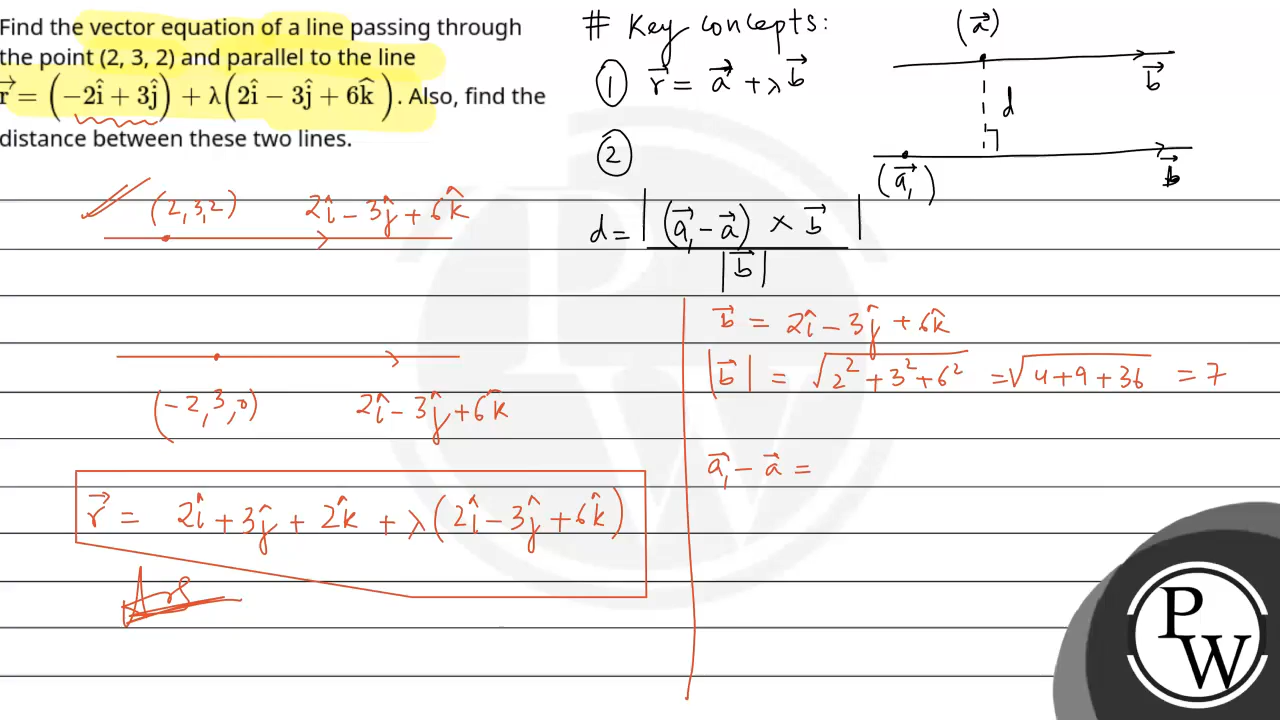 Find the vector equation of a line passing through
the point (2, 3, 2) and parallel to the line
r⃗ = (−2î + 3ĵ) + λ(2î − 3ĵ + 6k̂). Also, find the
distance between these two lines.
# Key concepts:
① r⃗ = a⃗ + λb⃗
②
(a⃗)
b⃗
d
(a⃗₁)
b⃗
d = |(a⃗₁ − a⃗) × b⃗| / |b⃗|
(2,3,2) 2î − 3ĵ + 6k̂
(−2,3,0) 2î − 3ĵ + 6k̂
r⃗ = 2î + 3ĵ + 2k̂ + λ(2î − 3ĵ + 6k̂)
Ans
b⃗ = 2î − 3ĵ + 6k̂
|b⃗| = √(2² + 3² + 6²) = √(4 + 9 + 36) = 7
a⃗₁ − a⃗ =
PW